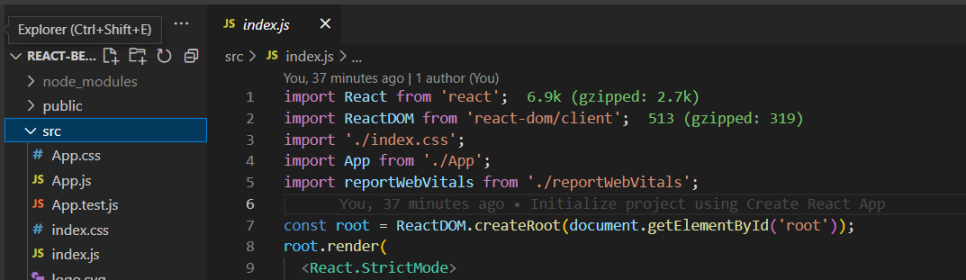 Explorer (Ctrl+Shift+E)
···
REACT-BE...
node_modules
public
src
# App.css
JS App.js
JS App.test.js
# index.css
JS index.js
JS index.js ×
src > JS index.js > ...
You, 37 minutes ago | 1 author (You)
1 import React from 'react'; 6.9k (gzipped: 2.7k)
2 import ReactDOM from 'react-dom/client'; 513 (gzipped: 319)
3 import './index.css';
4 import App from './App';
5 import reportWebVitals from './reportWebVitals';
6 You, 37 minutes ago • Initialize project using Create React App
7 const root = ReactDOM.createRoot(document.getElementById('root'));
8 root.render(
9 <React.StrictMode>